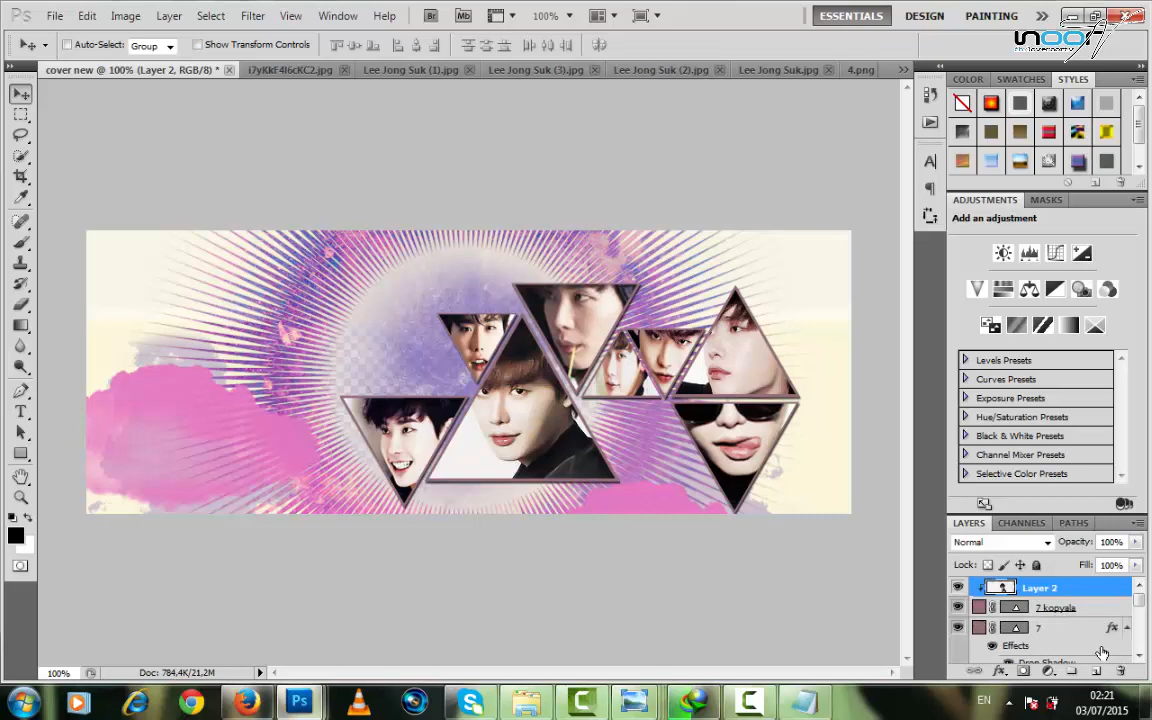 Ps File Edit Image Layer Select Filter View Window Help Br Mb 100% ESSENTIALS DESIGN PAINTING
Auto-Select: Group Show Transform Controls
cover new @ 100% (Layer 2, RGB/8) * i7yKkE4l6cKC2.jpg Lee Jong Suk (1).jpg Lee Jong Suk (3).jpg Lee Jong Suk (2).jpg Lee Jong Suk.jpg 4.png
COLOR SWATCHES STYLES
ADJUSTMENTS MASKS
Add an adjustment
Levels Presets
Curves Presets
Exposure Presets
Hue/Saturation Presets
Black & White Presets
Channel Mixer Presets
Selective Color Presets
LAYERS CHANNELS PATHS
Normal Opacity: 100%
Lock: Fill: 100%
Layer 2
7 kopyala
7 fx
Effects
Drop Shadow
100% Doc: 784,4K/21,2M
EN 02:21
03/07/2015